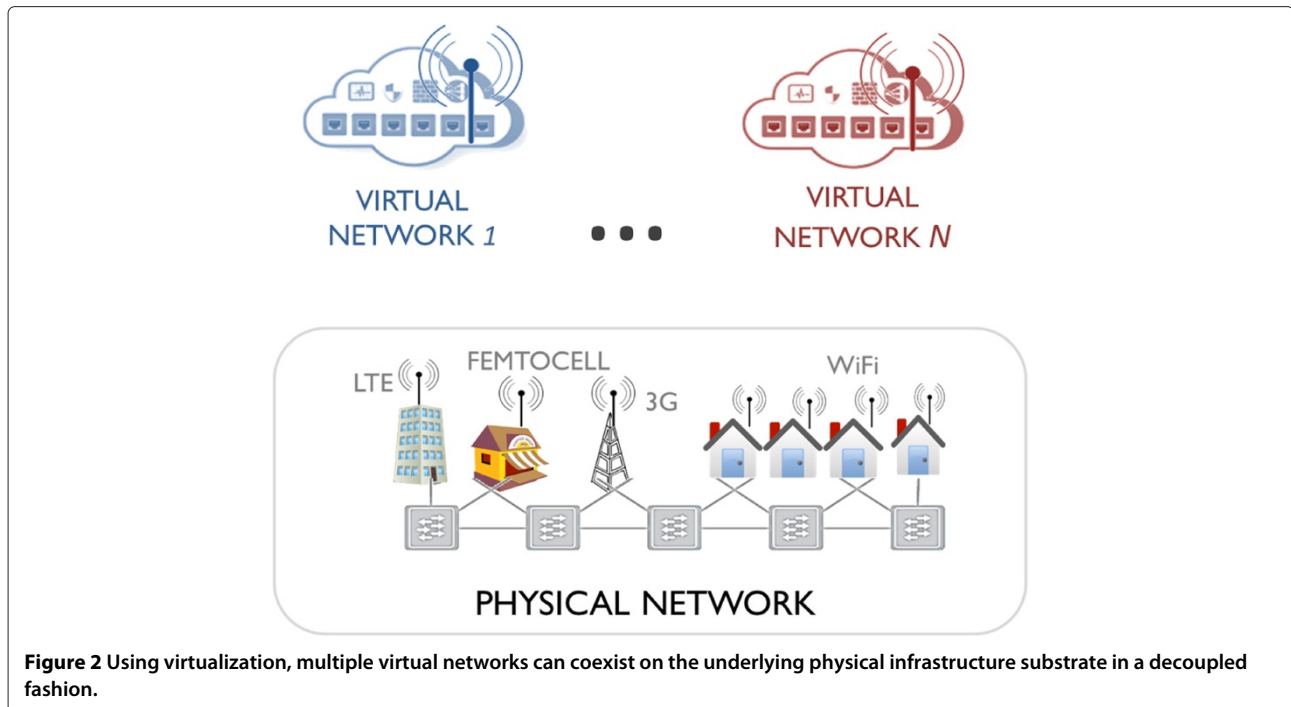 VIRTUAL
NETWORK 1
...
VIRTUAL
NETWORK N
LTE
FEMTOCELL
3G
WiFi
PHYSICAL NETWORK
Figure 2 Using virtualization, multiple virtual networks can coexist on the underlying physical infrastructure substrate in a decoupled
fashion.